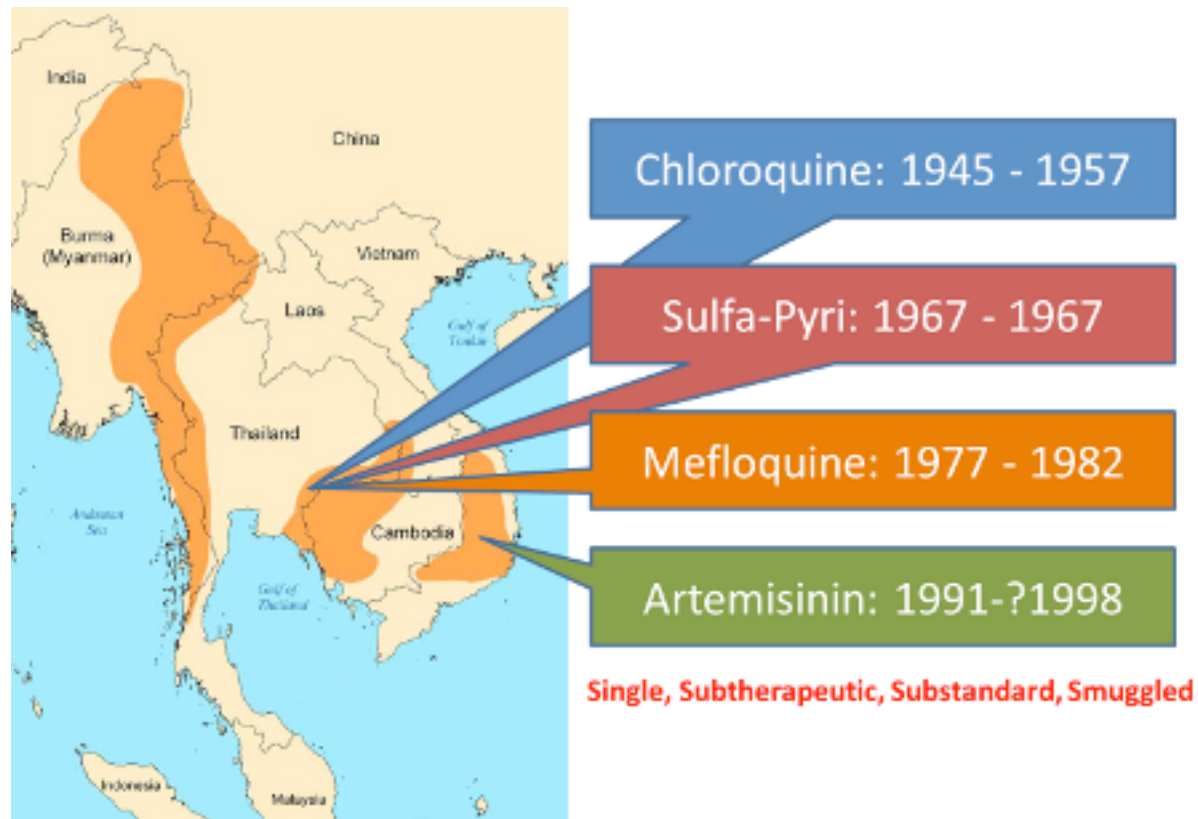 India
China
Burma
(Myanmar)
Vietnam
Laos
Gulf of
Tonkin
Thailand
Andaman
Sea
Cambodia
Gulf of
Thailand
Indonesia
Malaysia
Chloroquine: 1945 - 1957
Sulfa-Pyri: 1967 - 1967
Mefloquine: 1977 - 1982
Artemisinin: 1991-?1998
Single, Subtherapeutic, Substandard, Smuggled